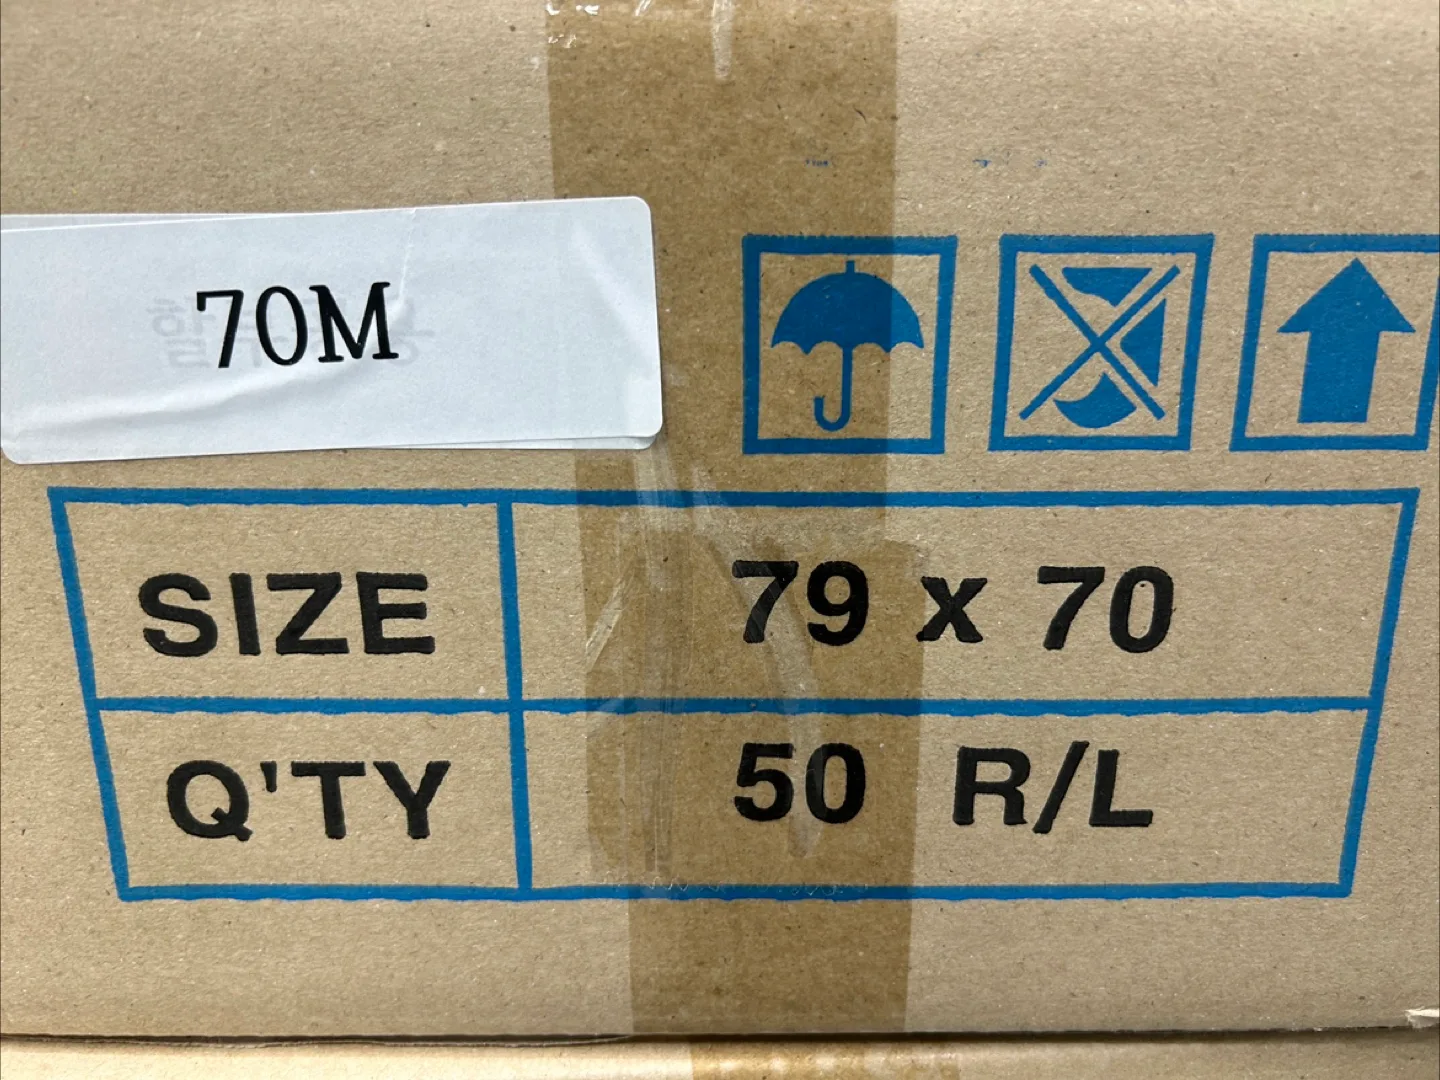 70M
SIZE 79 x 70
Q'TY 50 R/L